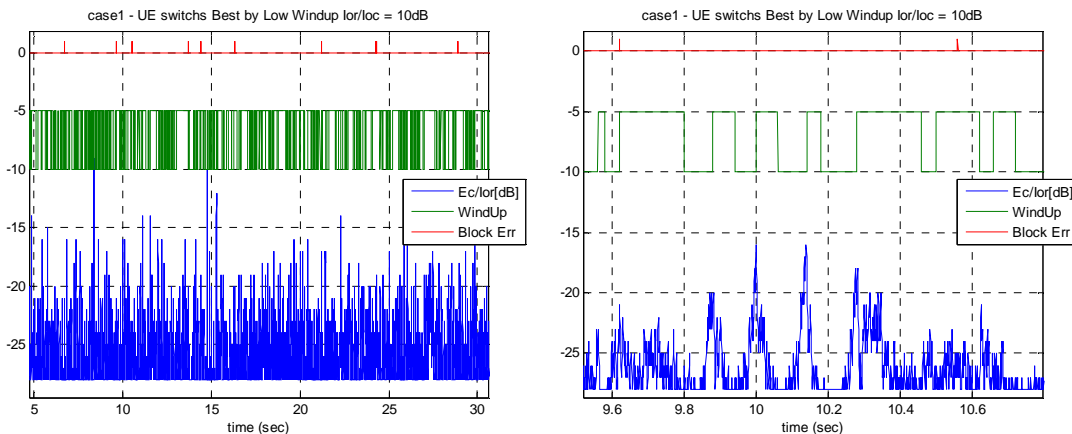 case1 - UE switchs Best by Low Windup Ior/Ioc = 10dB
0
-5
-10
-15
-20
-25
5
10
15
20
25
30
time (sec)
Ec/Ior[dB]
WindUp
Block Err
case1 - UE switchs Best by Low Windup Ior/Ioc = 10dB
0
-5
-10
-15
-20
-25
9.6
9.8
10
10.2
10.4
10.6
time (sec)
Ec/Ior[dB]
WindUp
Block Err